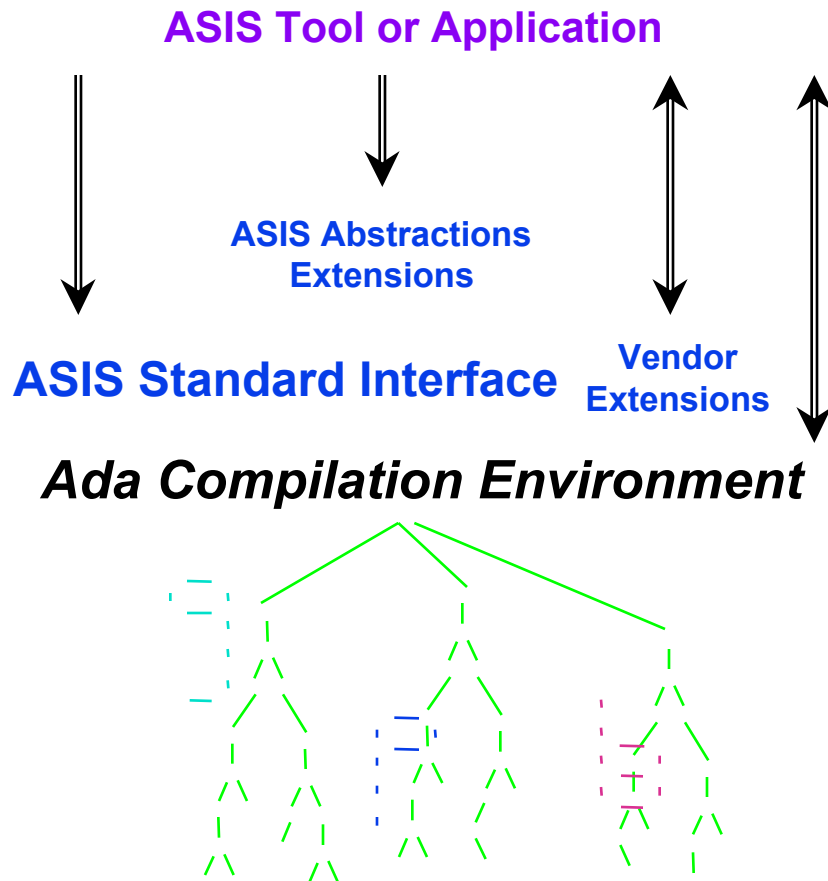 ASIS Tool or Application
ASIS Abstractions
Extensions
ASIS Standard Interface
Vendor
Extensions
Ada Compilation Environment